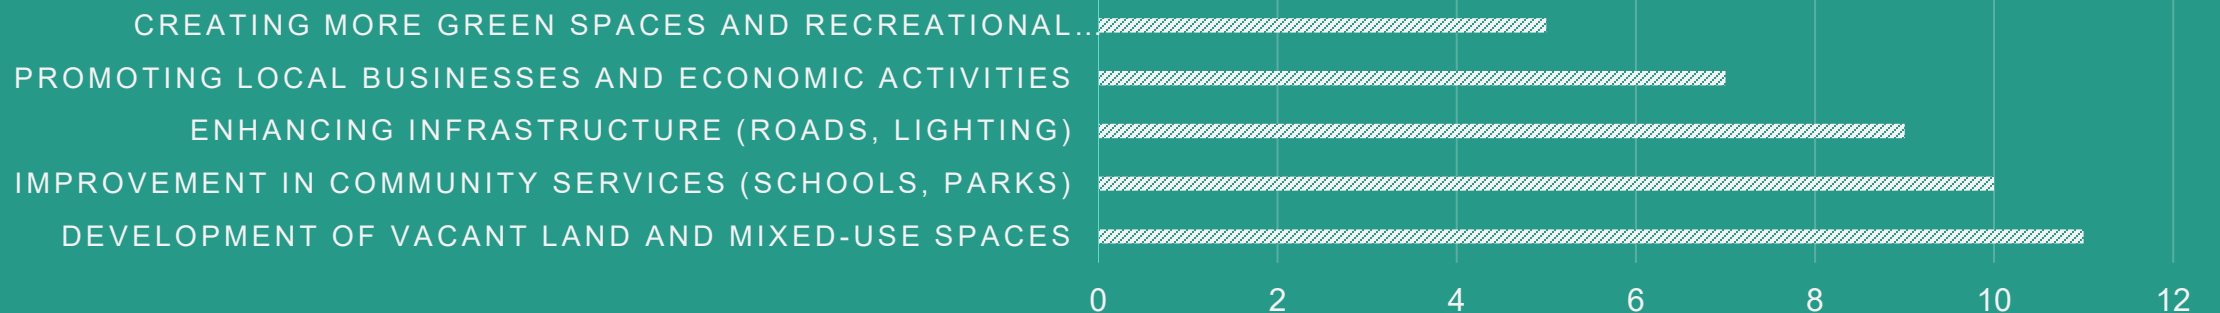 CREATING MORE GREEN SPACES AND RECREATIONAL...
PROMOTING LOCAL BUSINESSES AND ECONOMIC ACTIVITIES
ENHANCING INFRASTRUCTURE (ROADS, LIGHTING)
IMPROVEMENT IN COMMUNITY SERVICES (SCHOOLS, PARKS)
DEVELOPMENT OF VACANT LAND AND MIXED-USE SPACES
0 2 4 6 8 10 12